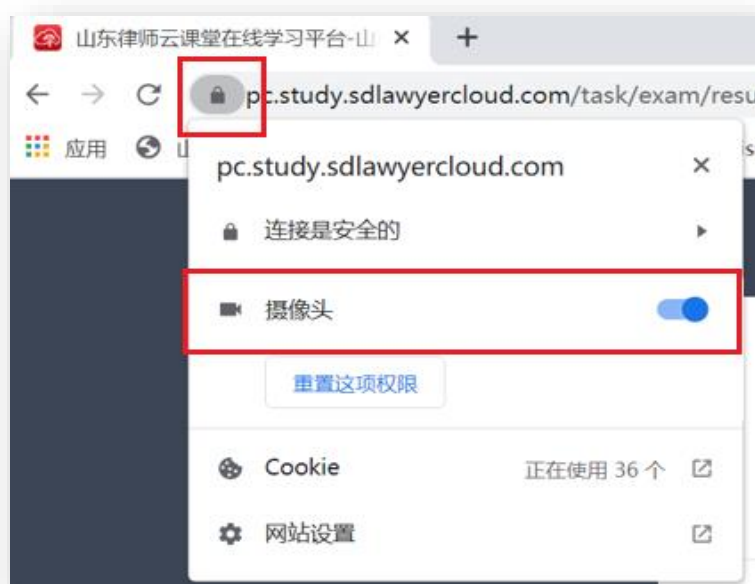 山东律师云课堂在线学习平台-山
pc.study.sdlawyercloud.com/task/exam/resu
应用
pc.study.sdlawyercloud.com
连接是安全的
摄像头
重置这项权限
Cookie 正在使用 36 个
网站设置